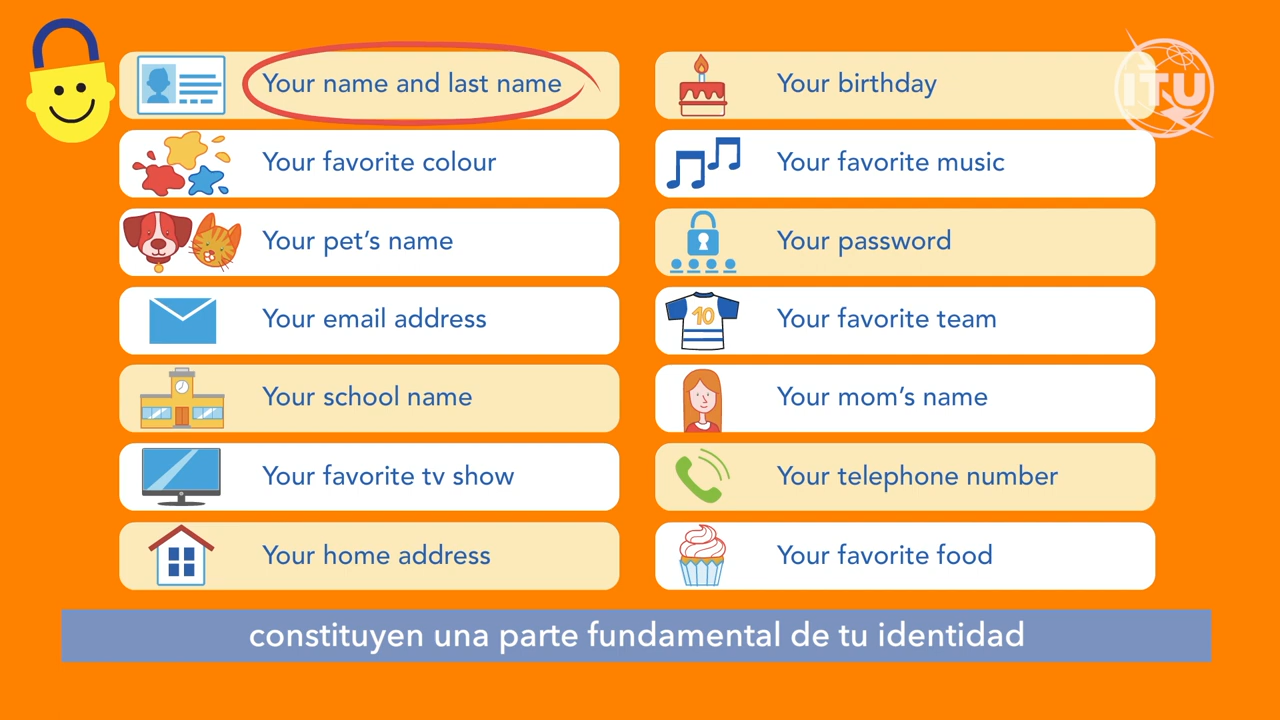 Your name and last name
Your birthday
ITU
Your favorite colour
Your favorite music
Your pet's name
Your password
Your email address
10
Your favorite team
Your school name
Your mom's name
Your favorite tv show
Your telephone number
Your home address
Your favorite food
constituyen una parte fundamental de tu identidad